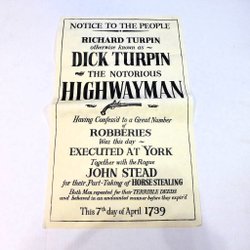 NOTICE TO THE PEOPLE
RICHARD TURPIN
otherwise known as
DICK TURPIN
THE NOTORIOUS
HIGHWAYMAN
Having Confess'd to a Great Number
of
ROBBERIES
Was this day
EXECUTED AT YORK
Together with the Rogue
JOHN STEAD
for their Part-Taking of HORSE STEALING
Both Men repented for their TERRIBLE DEEDS
and behaved in an undaunted manner before they expir'd
This 7th day of April 1739